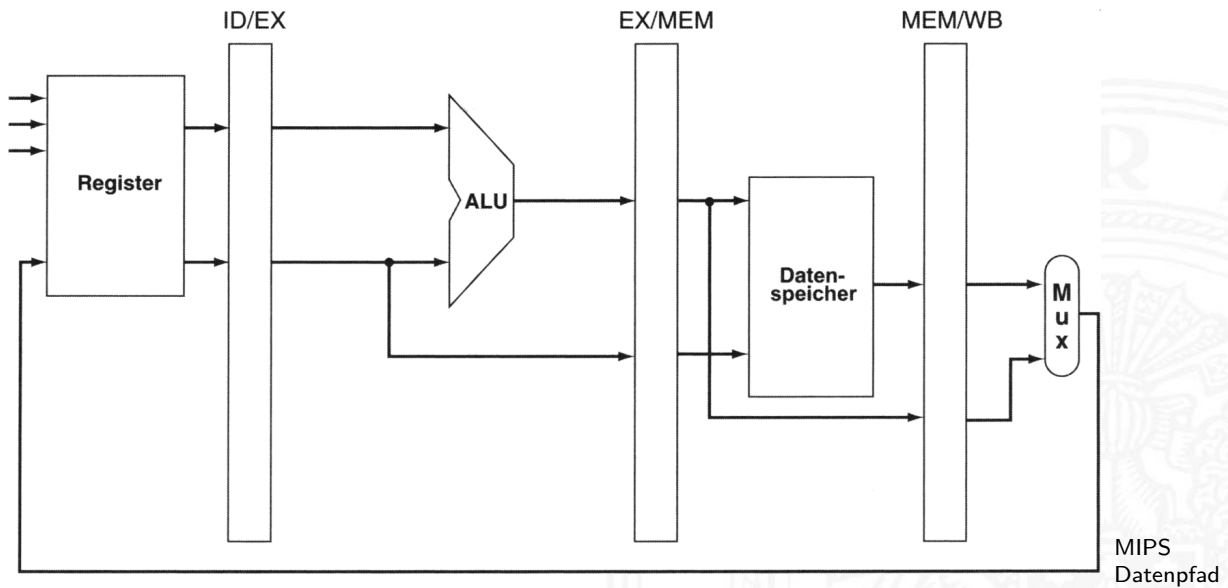 ID/EX
EX/MEM
MEM/WB
Register
ALU
Daten-
speicher
M
u
x
MIPS
Datenpfad